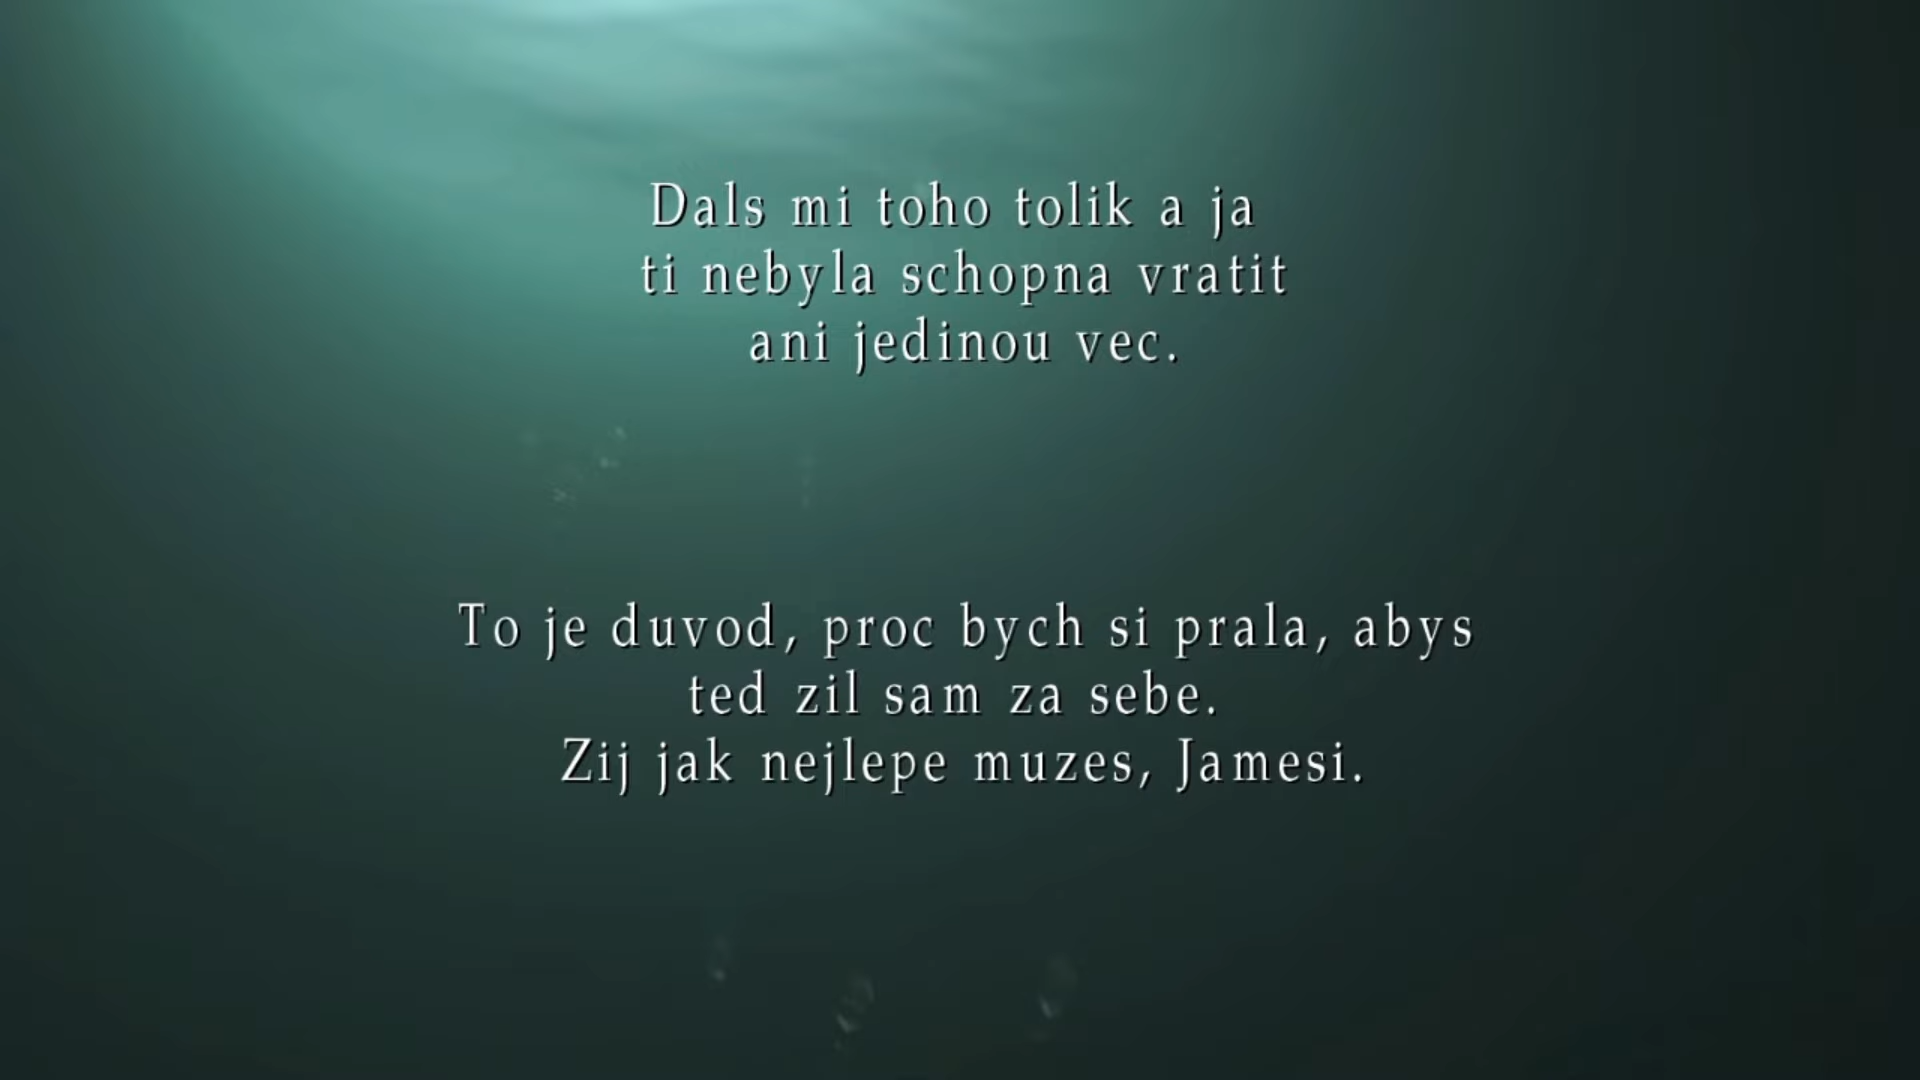 Dals mi toho tolik a ja
ti nebyla schopna vratit
ani jedinou vec.
To je duvod, proc bych si prala, abys
ted zil sam za sebe.
Zij jak nejlepe muzes, Jamesi.